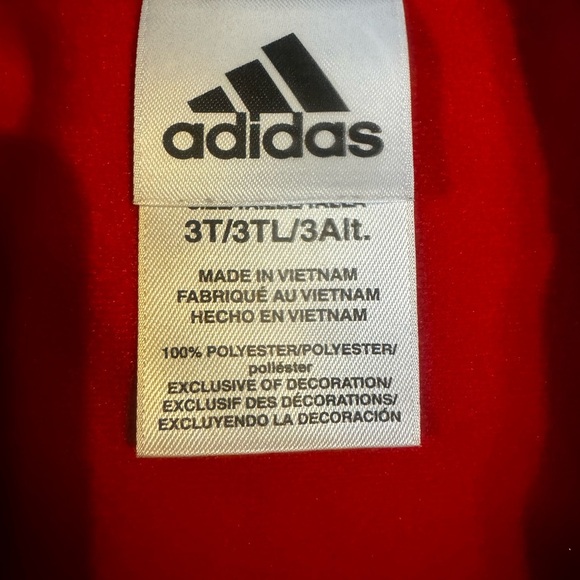 adidas
3T/3TL/3Alt.
MADE IN VIETNAM
FABRIQUÉ AU VIETNAM
HECHO EN VIETNAM
100% POLYESTER/POLYESTER/
poliéster
EXCLUSIVE OF DECORATION/
EXCLUSIF DES DÉCORATIONS/
EXCLUYENDO LA DECORACIÓN